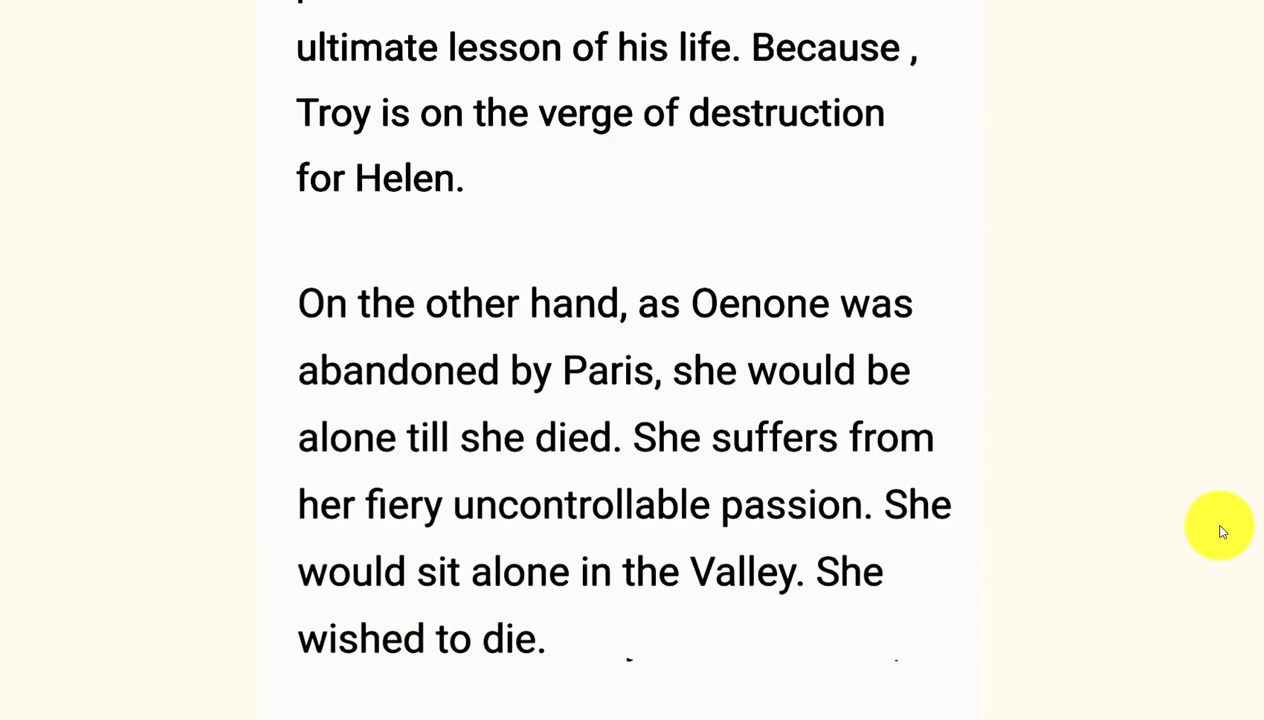 ultimate lesson of his life. Because ,
Troy is on the verge of destruction
for Helen.
On the other hand, as Oenone was
abandoned by Paris, she would be
alone till she died. She suffers from
her fiery uncontrollable passion. She
would sit alone in the Valley. She
wished to die.